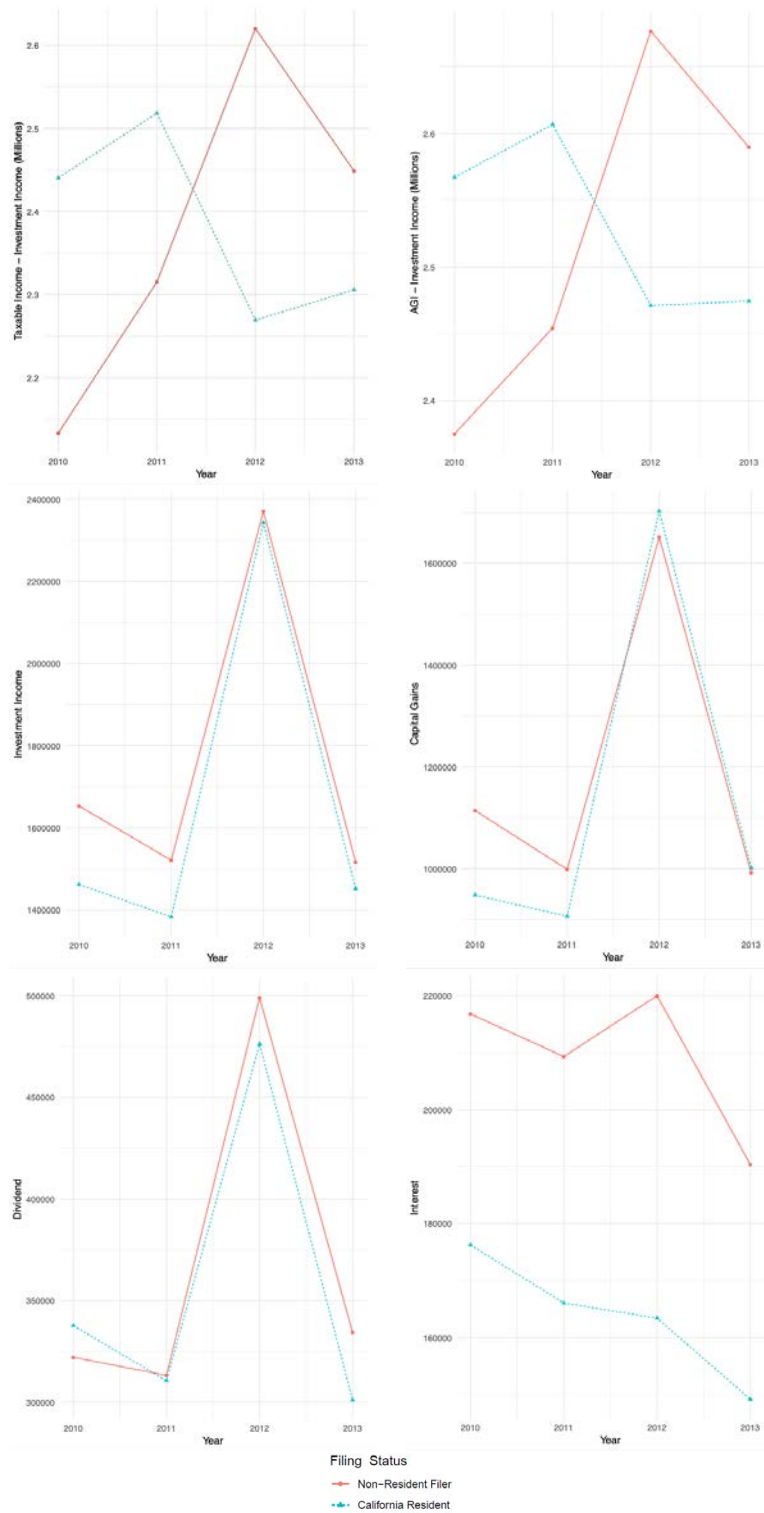 Taxable Income − Investment Income (Millions)
2.6
2.5
2.4
2.3
2.2
2010 2011 2012 2013
Year
AGI − Investment Income (Millions)
2.6
2.5
2.4
2010 2011 2012 2013
Year
Investment Income
2400000
2200000
2000000
1800000
1600000
1400000
2010 2011 2012 2013
Year
Capital Gains
1600000
1400000
1200000
1000000
2010 2011 2012 2013
Year
Dividend
500000
450000
400000
350000
300000
2010 2011 2012 2013
Year
Interest
220000
200000
180000
160000
2010 2011 2012 2013
Year
Filing Status
Non−Resident Filer
California Resident